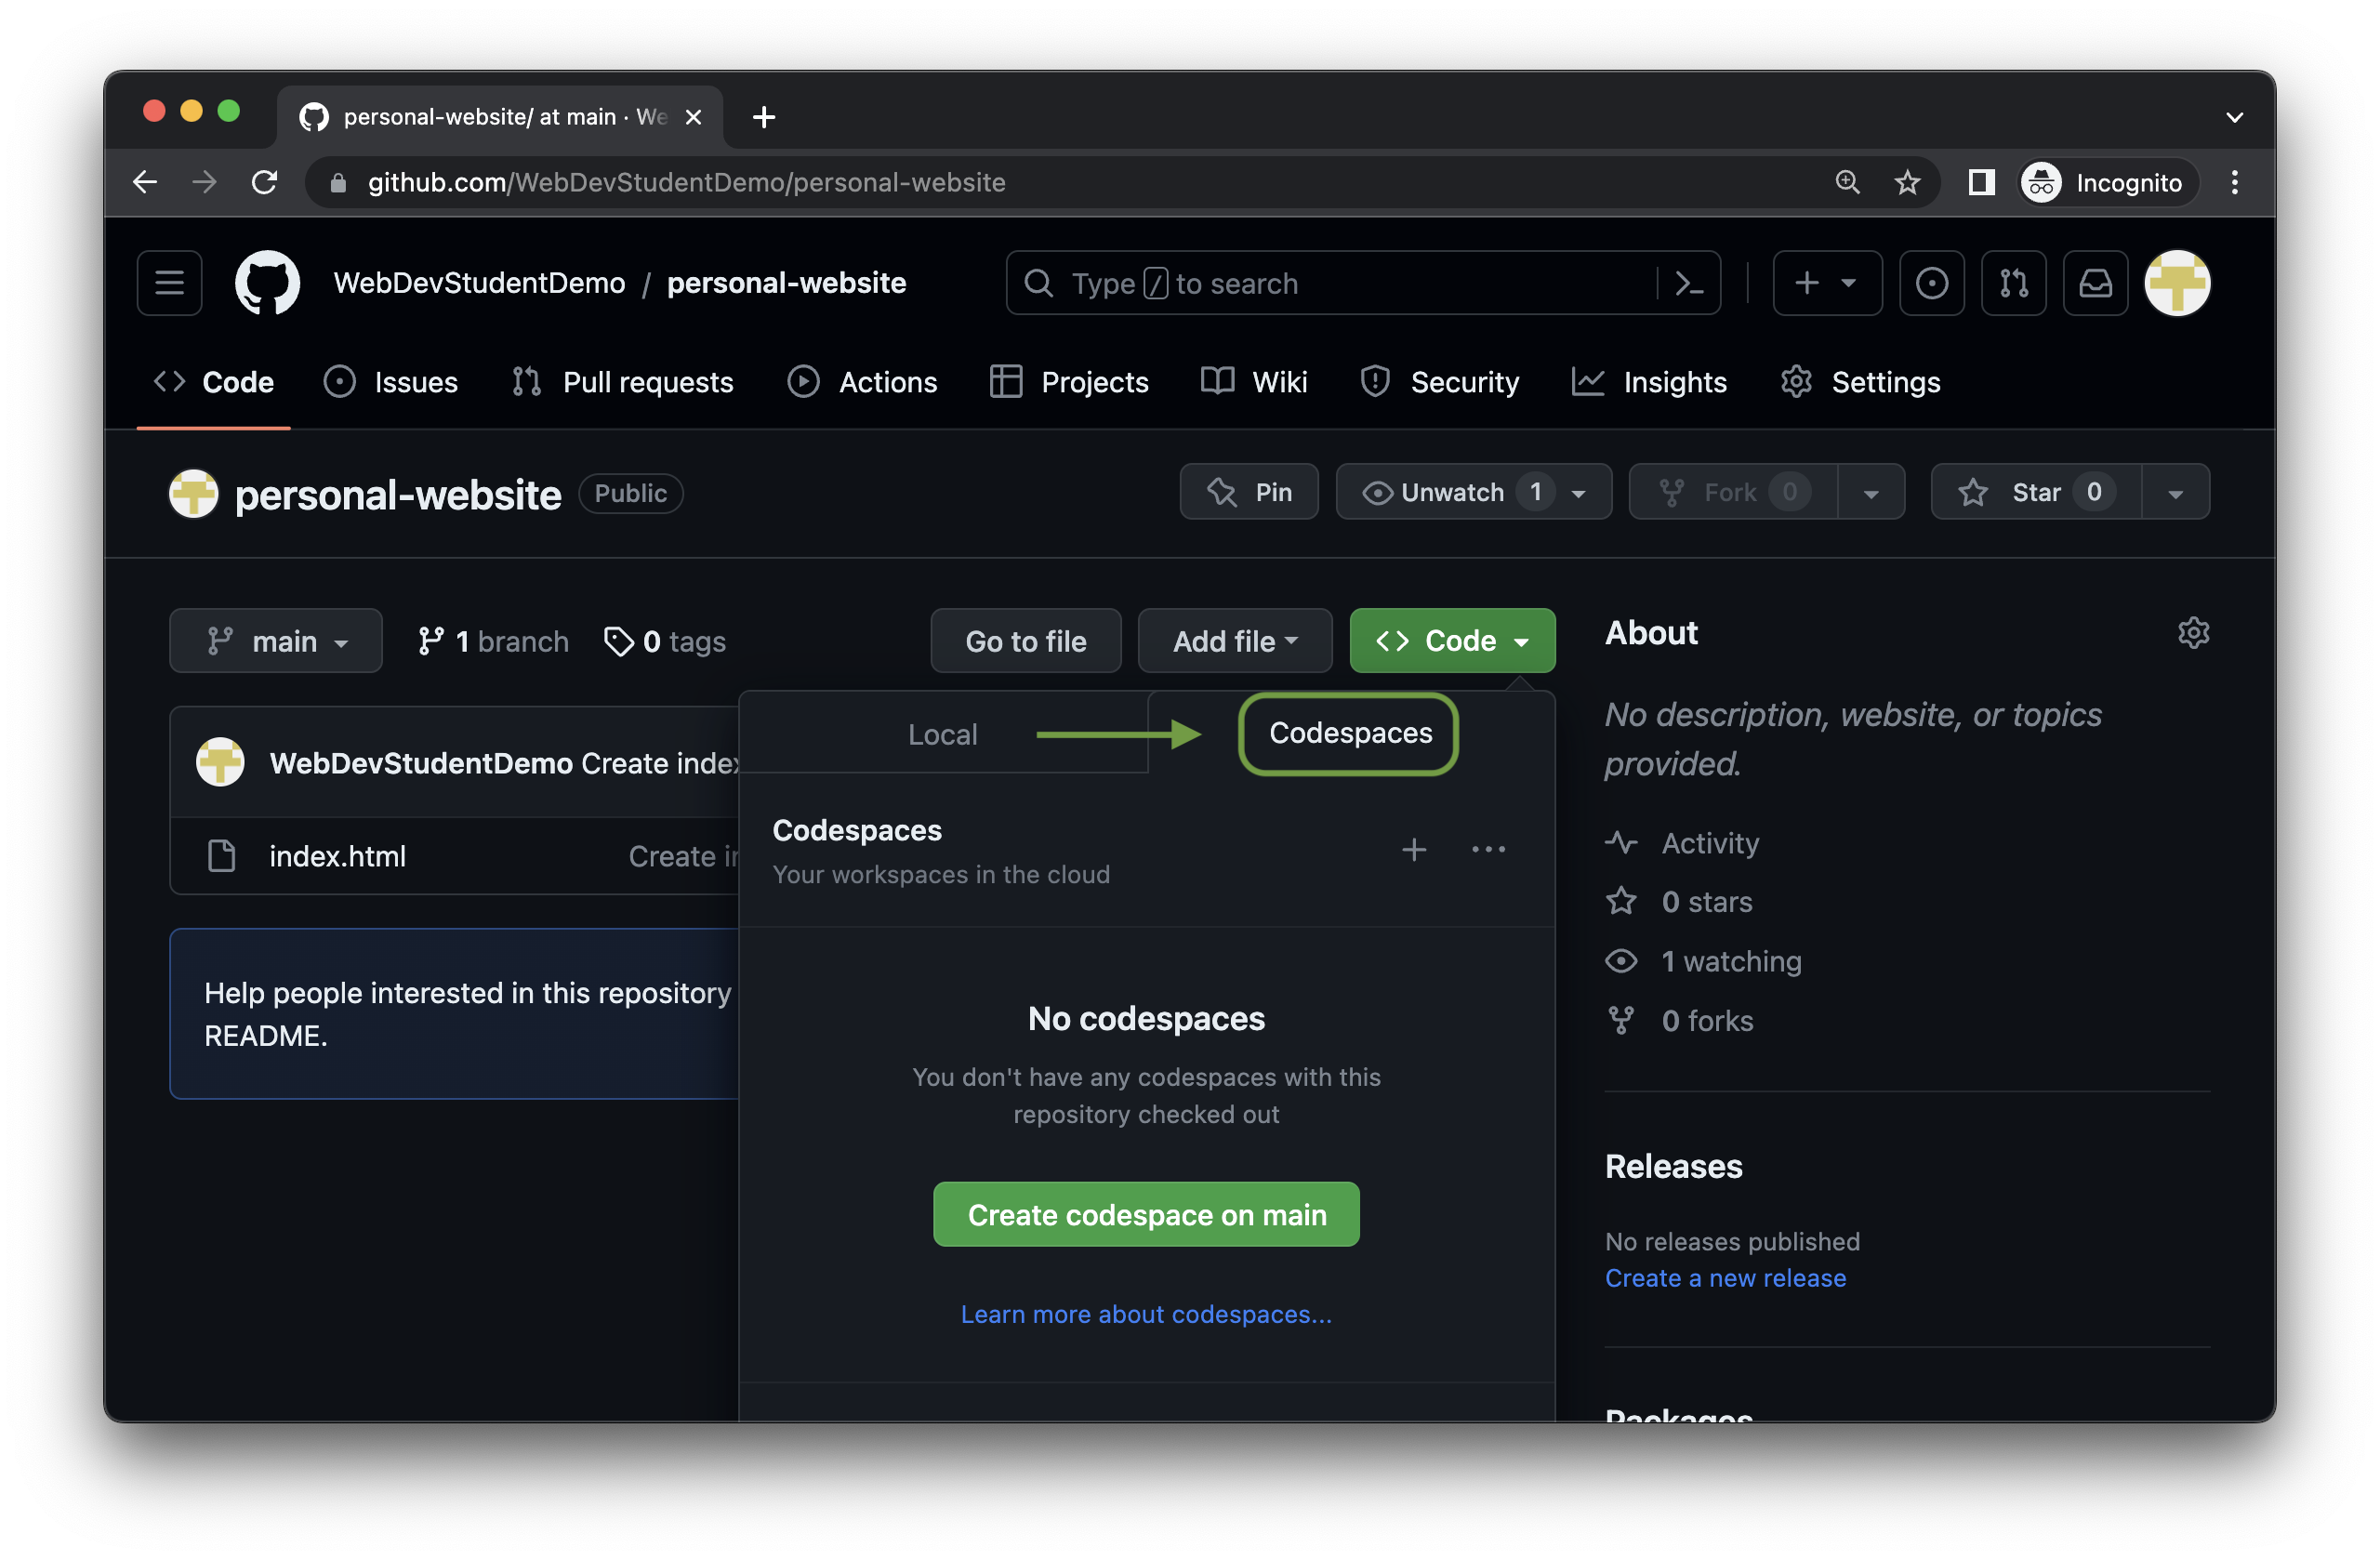 personal-website/ at main · We
github.com/WebDevStudentDemo/personal-website
Incognito
WebDevStudentDemo / personal-website
Type / to search
Code Issues Pull requests Actions Projects Wiki Security Insights Settings
personal-website Public
Pin Unwatch 1 Fork 0 Star 0
main 1 branch 0 tags Go to file Add file Code
Local Codespaces
WebDevStudentDemo Create index
index.html Create in
Help people interested in this repository
README.
Codespaces
Your workspaces in the cloud
No codespaces
You don't have any codespaces with this
repository checked out
Create codespace on main
Learn more about codespaces...
About
No description, website, or topics
provided.
Activity
0 stars
1 watching
0 forks
Releases
No releases published
Create a new release
Packages